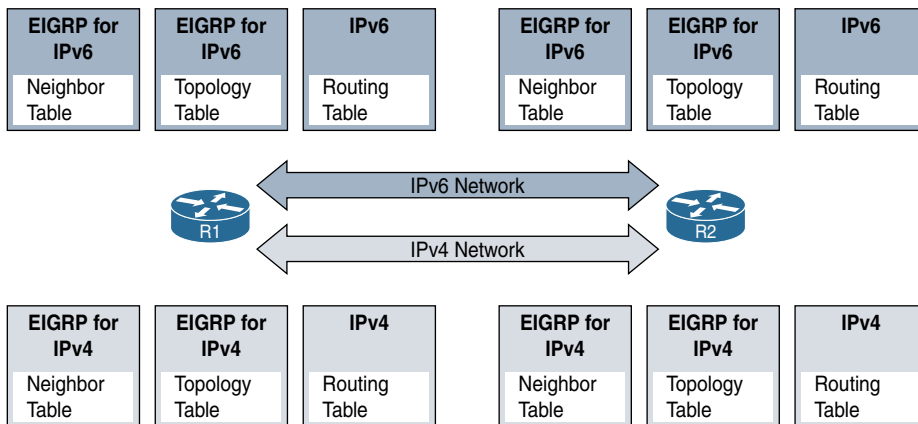 EIGRP for IPv6
Neighbor Table
EIGRP for IPv6
Topology Table
IPv6
Routing Table
EIGRP for IPv6
Neighbor Table
EIGRP for IPv6
Topology Table
IPv6
Routing Table
IPv6 Network
R1
R2
IPv4 Network
EIGRP for IPv4
Neighbor Table
EIGRP for IPv4
Topology Table
IPv4
Routing Table
EIGRP for IPv4
Neighbor Table
EIGRP for IPv4
Topology Table
IPv4
Routing Table